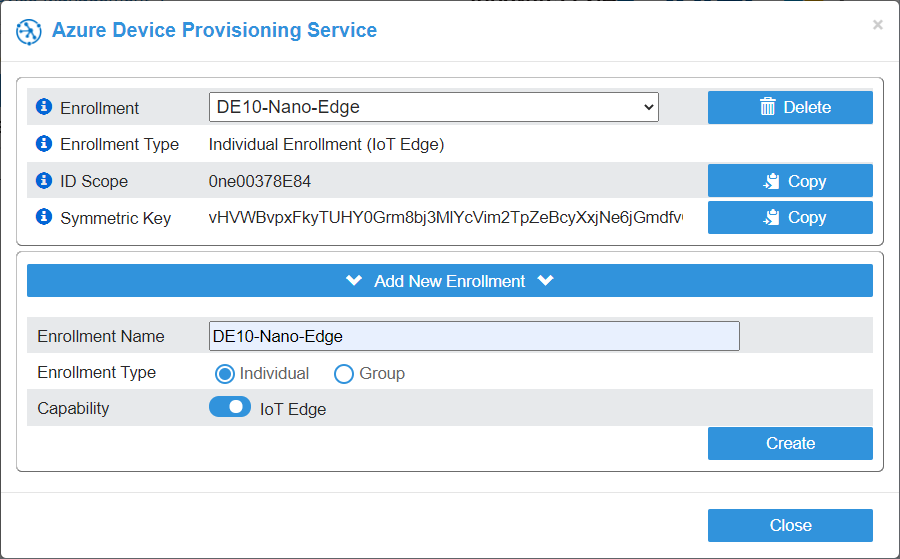 Azure Device Provisioning Service
×
Enrollment DE10-Nano-Edge Delete
Enrollment Type Individual Enrollment (IoT Edge)
ID Scope 0ne00378E84 Copy
Symmetric Key Copy
Add New Enrollment
Enrollment Name DE10-Nano-Edge
Enrollment Type Individual Group
Capability IoT Edge
Create
Close